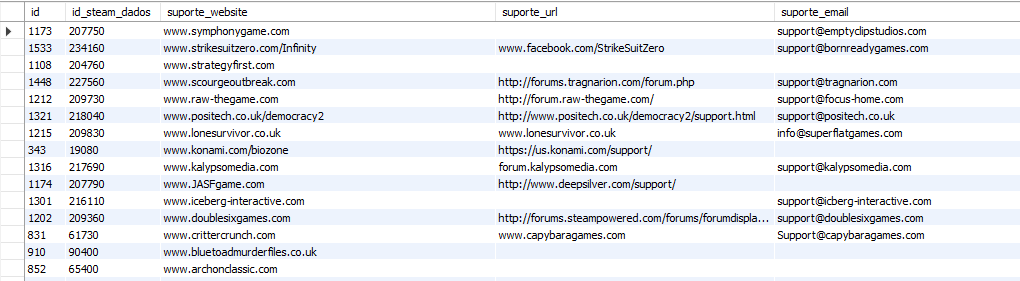 id id_steam_dados suporte_website suporte_url suporte_email
1173 207750 www.symphonygame.com support@emptyclipstudios.com
1533 234160 www.strikesuitzero.com/Infinity www.facebook.com/StrikeSuitZero support@bornreadygames.com
1108 204760 www.strategyfirst.com
1448 227560 www.scourgeoutbreak.com http://forums.tragnarion.com/forum.php support@tragnarion.com
1212 209730 www.raw-thegame.com http://forum.raw-thegame.com/ support@focus-home.com
1321 218040 www.positech.co.uk/democracy2 http://www.positech.co.uk/democracy2/support.html support@positech.co.uk
1215 209830 www.lonesurvivor.co.uk www.lonesurvivor.co.uk info@superflatgames.com
343 19080 www.konami.com/biozone https://us.konami.com/support/
1316 217690 www.kalypsomedia.com forum.kalypsomedia.com support@kalypsomedia.com
1174 207790 www.JASFgame.com http://www.deepsilver.com/support/
1301 216110 www.iceberg-interactive.com support@icberg-interactive.com
1202 209360 www.doublesixgames.com http://forums.steampowered.com/forums/forumdispla... support@doublesixgames.com
831 61730 www.crittercrunch.com www.capybaragames.com Support@capybaragames.com
910 90400 www.bluetoadmurderfiles.co.uk
852 65400 www.archonclassic.com